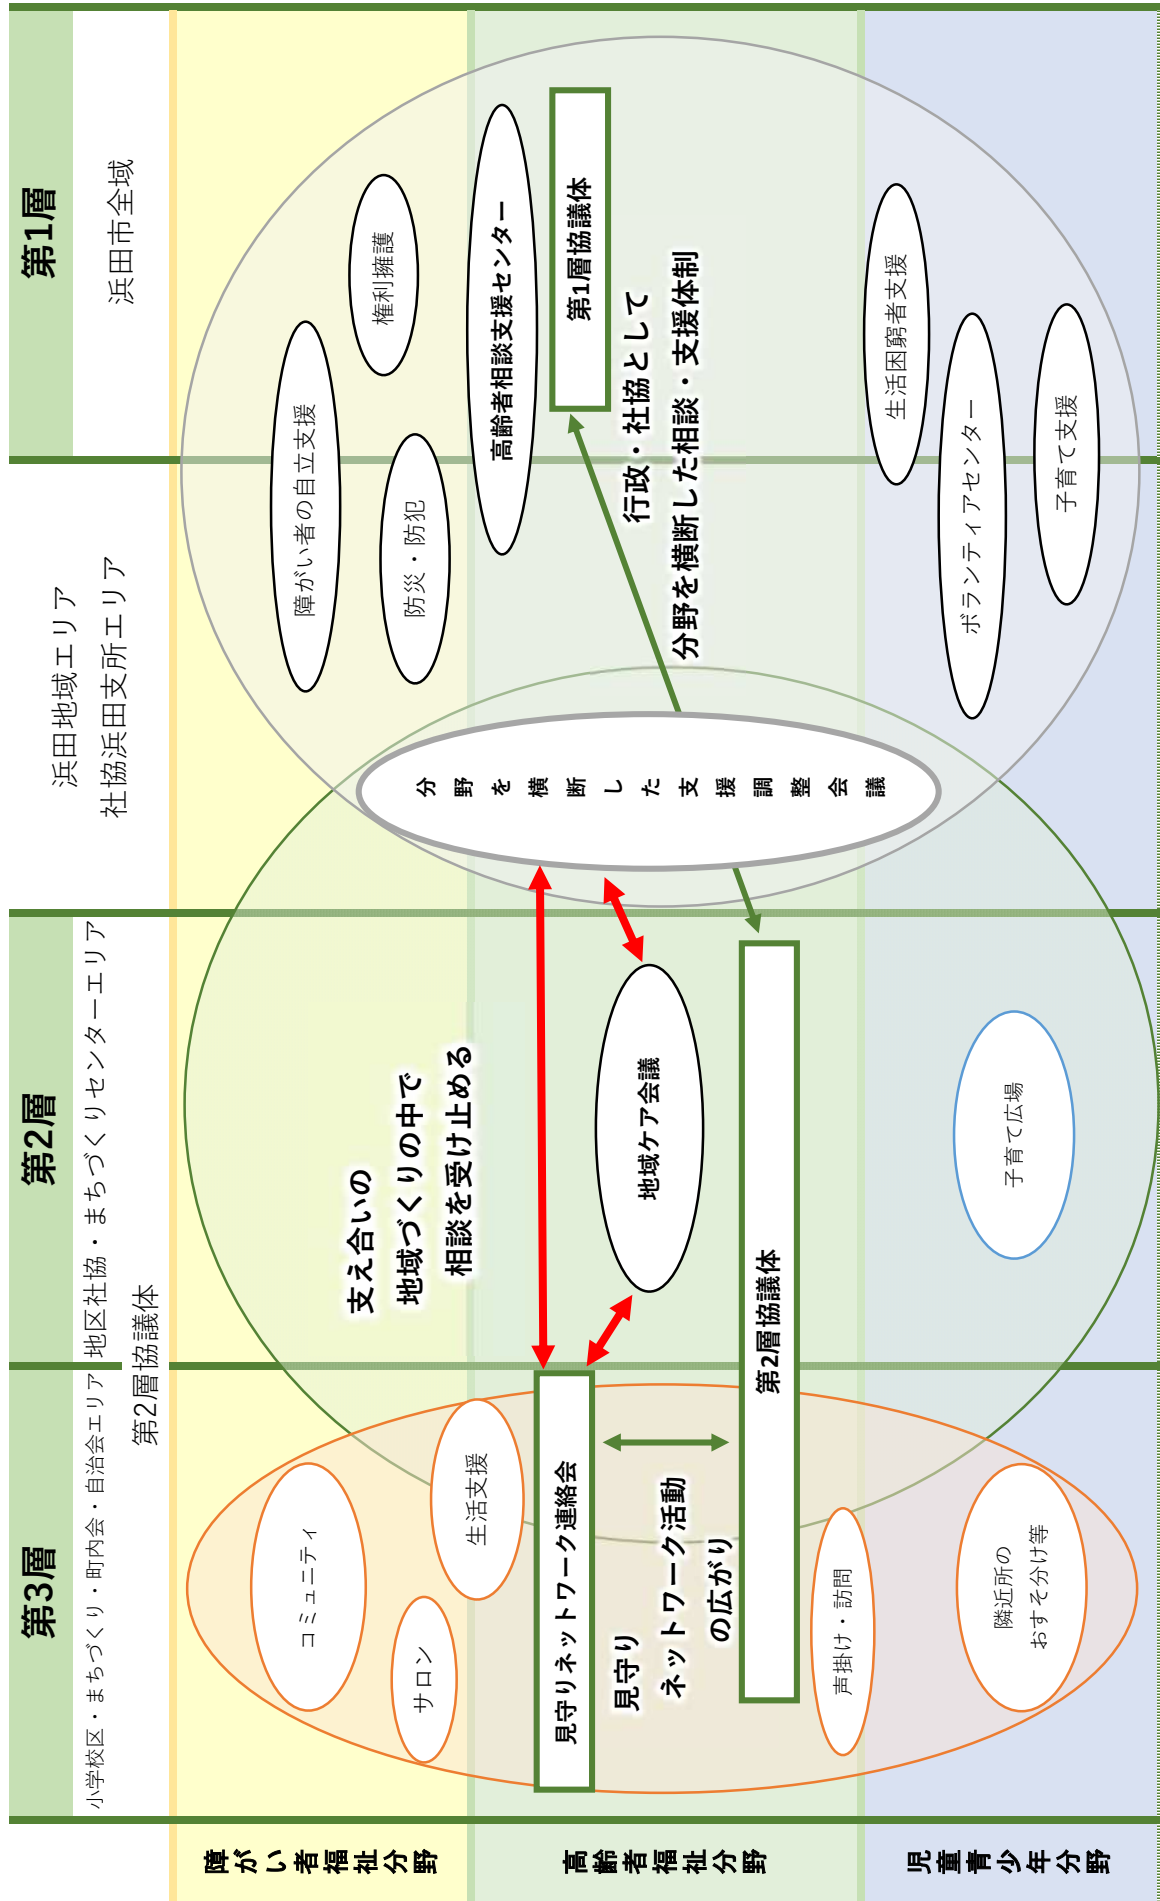 第3層
第2層
第1層
小学校区・まちづくり・町内会・自治会エリア
地区社協・まちづくりセンターエリア
第2層協議体
浜田地域エリア
社協浜田支所エリア
浜田市全域
障がい者福祉分野
コミュニティ
サロン
生活支援
支え合いの
地域づくりの中で
相談を受け止める
障がい者の自立支援
権利擁護
防災・防犯
高齢者福祉分野
見守りネットワーク連絡会
見守り
ネットワーク活動
の広がり
地域ケア会議
第2層協議体
分野を横断した支援調整会議
高齢者相談支援センター
第1層協議体
行政・社協として
分野を横断した相談・支援体制
児童青少年分野
声掛け・訪問
隣近所の
おすそ分け等
子育て広場
生活困窮者支援
ボランティアセンター
子育て支援